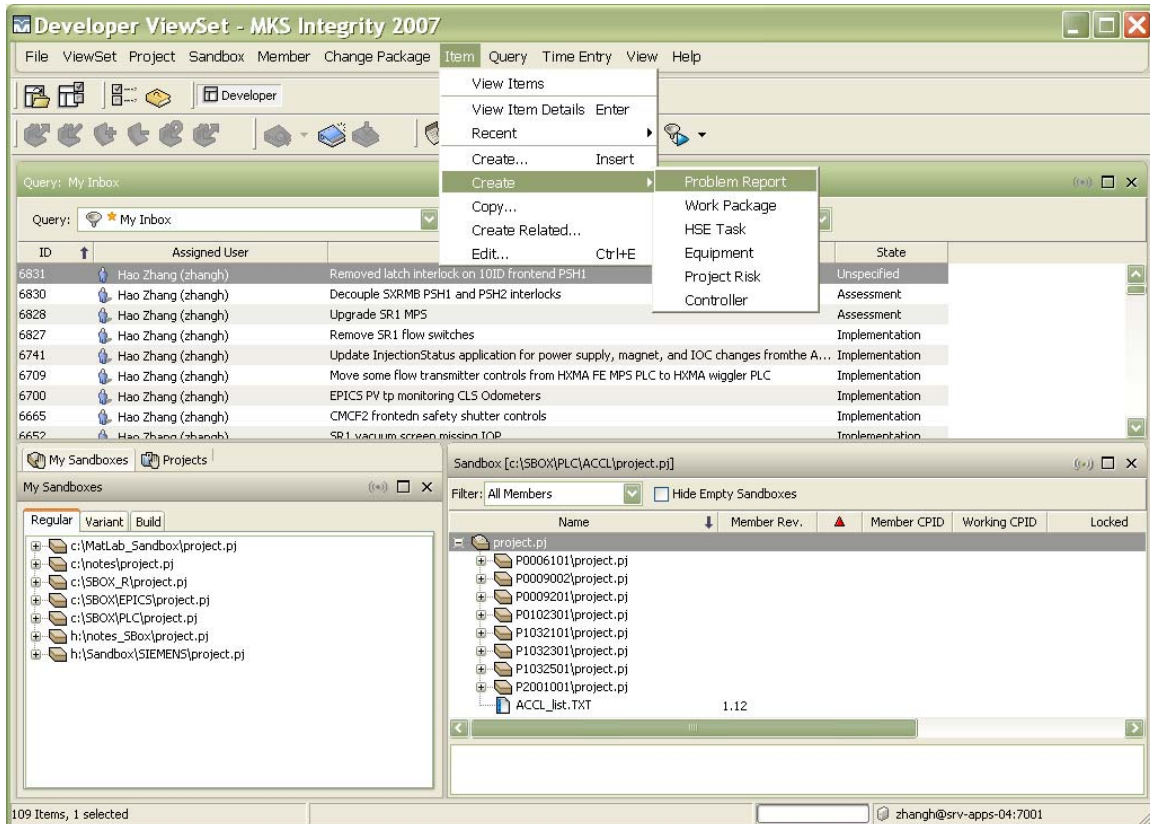 Developer ViewSet - MKS Integrity 2007
File ViewSet Project Sandbox Member Change Package Item Query Time Entry View Help
Developer
View Items
View Item Details Enter
Recent
Create... Insert
Create
Copy...
Create Related...
Edit... Ctrl+E
Problem Report
Work Package
HSE Task
Equipment
Project Risk
Controller
Query: My Inbox
Query: My Inbox
ID Assigned User State
6831 Hao Zhang (zhangh) Removed latch interlock on 10ID frontend PSH1 Unspecified
6830 Hao Zhang (zhangh) Decouple SXRMB PSH1 and PSH2 interlocks Assessment
6828 Hao Zhang (zhangh) Upgrade SR1 MPS Assessment
6827 Hao Zhang (zhangh) Remove SR1 flow switches Implementation
6741 Hao Zhang (zhangh) Update InjectionStatus application for power supply, magnet, and IOC changes fromthe A... Implementation
6709 Hao Zhang (zhangh) Move some flow transmitter controls from HXMA FE MPS PLC to HXMA wiggler PLC Implementation
6700 Hao Zhang (zhangh) EPICS PV tp monitoring CLS Odometers Implementation
6665 Hao Zhang (zhangh) CMCF2 frontedn safety shutter controls Implementation
6652 Hao Zhang (zhangh) SR1 vacuum screen missing IOP Implementation
My Sandboxes Projects
My Sandboxes
Regular Variant Build
c:\MatLab_Sandbox\project.pj
c:\notes\project.pj
c:\SBOX_R\project.pj
c:\SBOX\EPICS\project.pj
c:\SBOX\PLC\project.pj
h:\notes_SBox\project.pj
h:\Sandbox\SIEMENS\project.pj
Sandbox [c:\SBOX\PLC\ACCL\project.pj]
Filter: All Members Hide Empty Sandboxes
Name Member Rev. Member CPID Working CPID Locked
project.pj
P0006101\project.pj
P0009002\project.pj
P0009201\project.pj
P0102301\project.pj
P1032101\project.pj
P1032301\project.pj
P1032501\project.pj
P2001001\project.pj
ACCL_list.TXT 1.12
109 Items, 1 selected
zhangh@srv-apps-04:7001